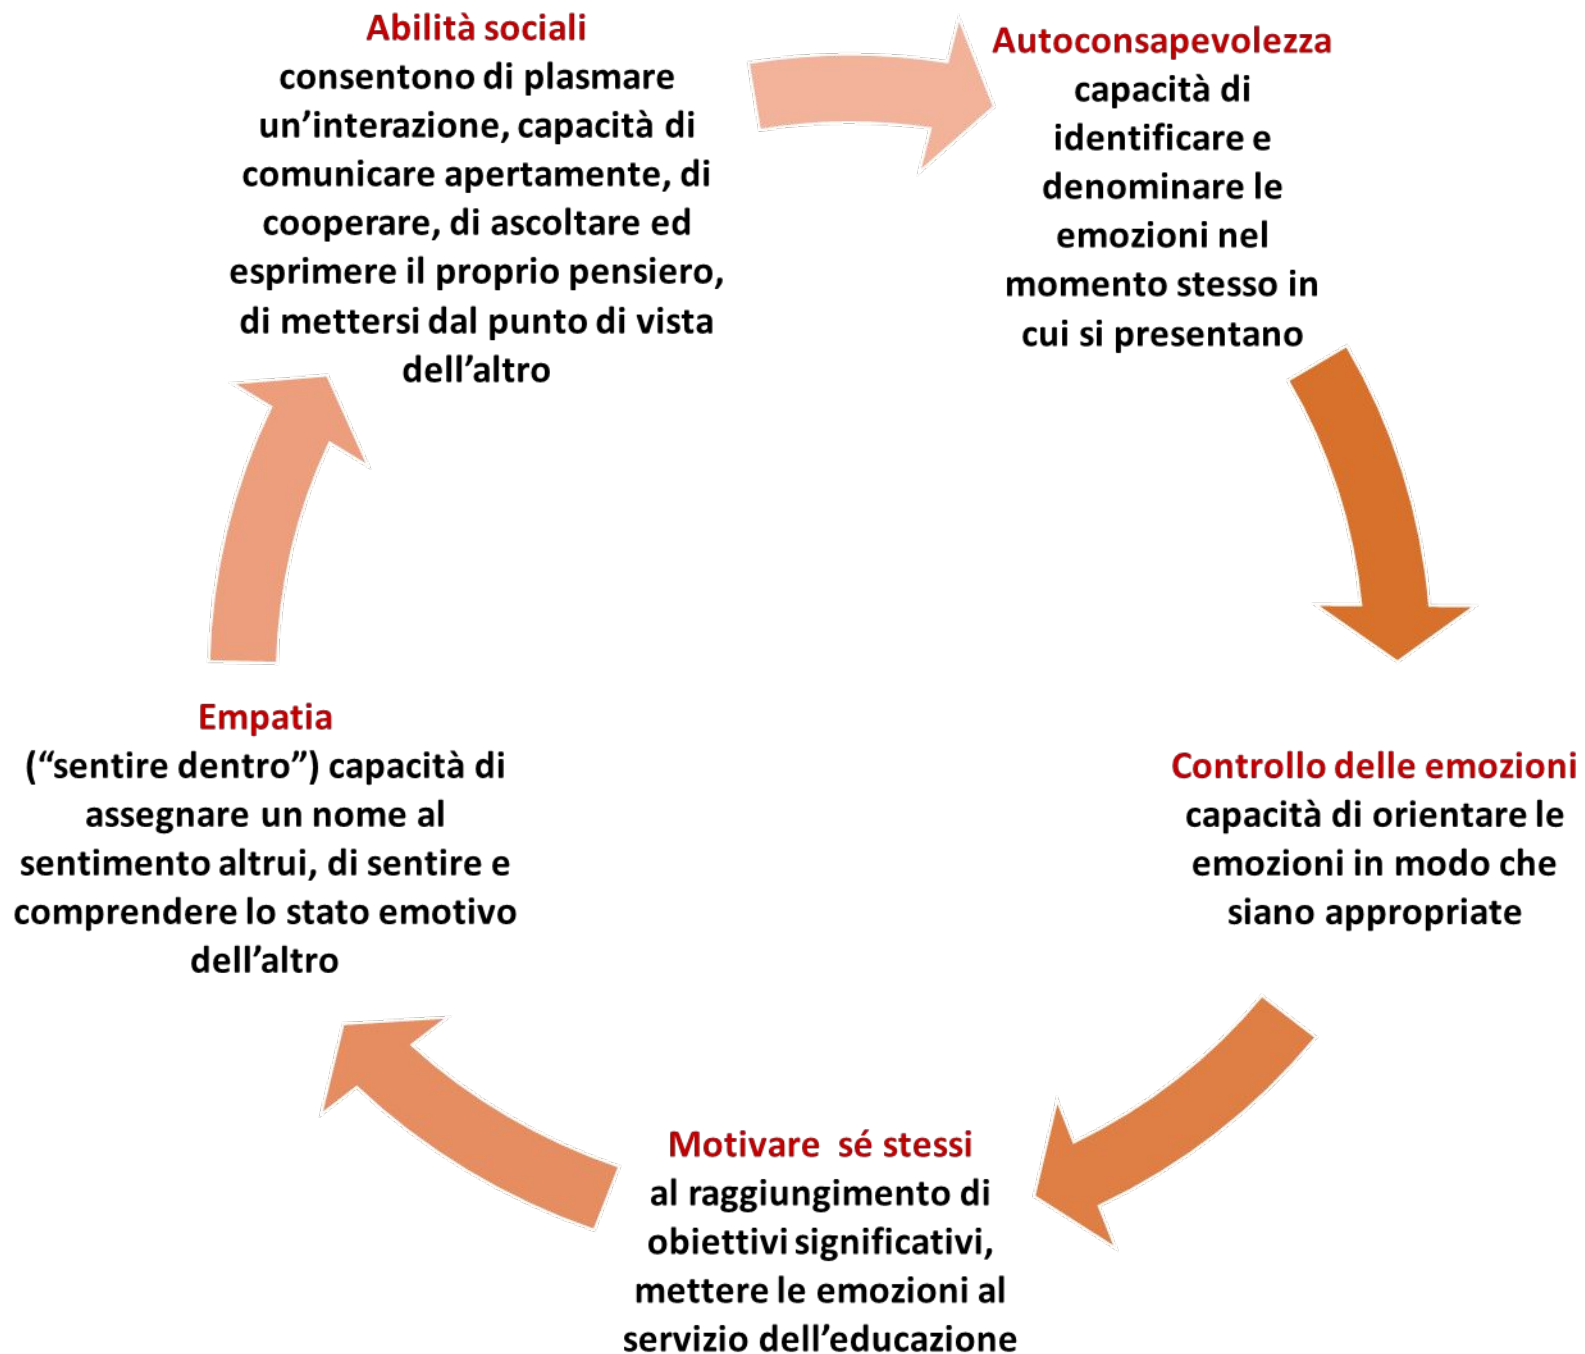 Abilità sociali
consentono di plasmare
un’interazione, capacità di
comunicare apertamente, di
cooperare, di ascoltare ed
esprimere il proprio pensiero,
di mettersi dal punto di vista
dell’altro
Autoconsapevolezza
capacità di
identificare e
denominare le
emozioni nel
momento stesso in
cui si presentano
Controllo delle emozioni
capacità di orientare le
emozioni in modo che
siano appropriate
Motivare sé stessi
al raggiungimento di
obiettivi significativi,
mettere le emozioni al
servizio dell’educazione
Empatia
(“sentire dentro”) capacità di
assegnare un nome al
sentimento altrui, di sentire e
comprendere lo stato emotivo
dell’altro